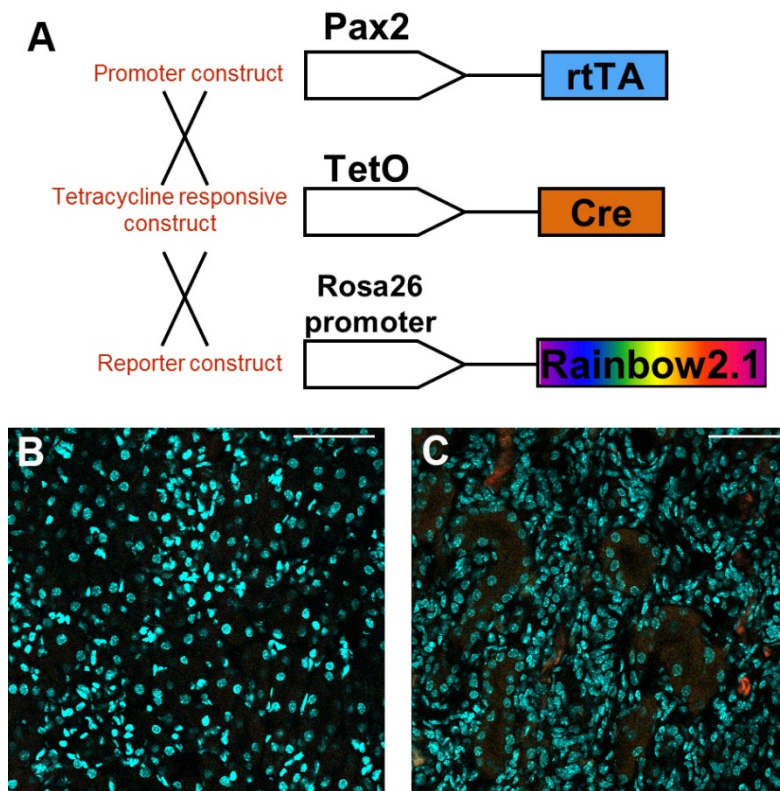 A
Pax2
Promoter construct
rtTA
TetO
Tetracycline responsive
construct
Cre
Rosa26
promoter
Reporter construct
Rainbow2.1
B
C